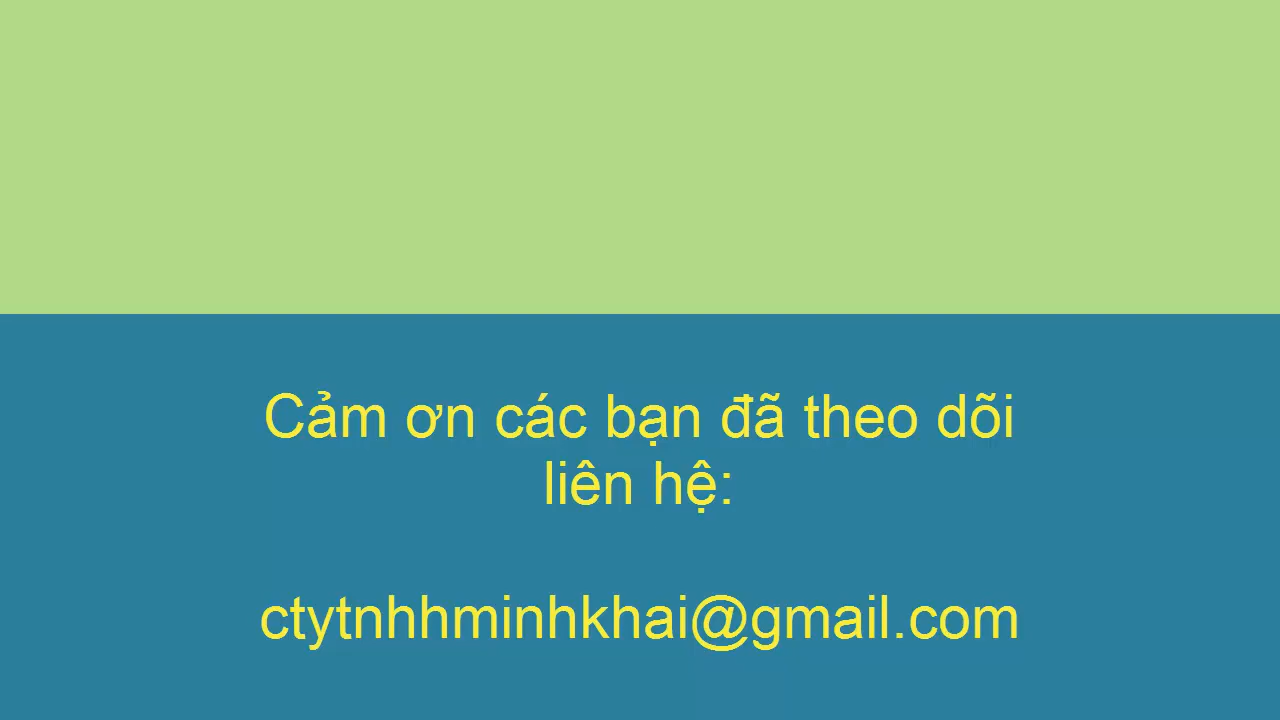 Cảm ơn các bạn đã theo dõi
liên hệ:
ctytnhhminhkhai@gmail.com